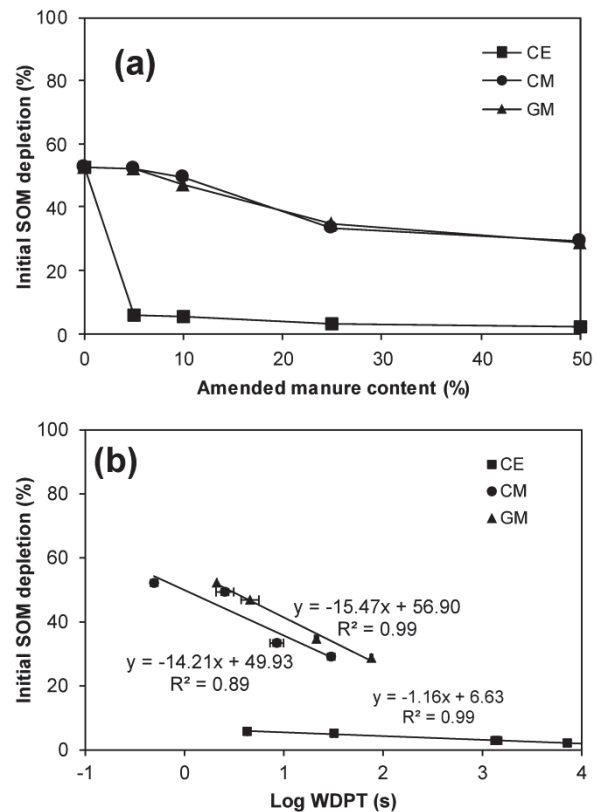 100
80
60
40
20
0
Initial SOM depletion (%)
(a)
CE
CM
GM
0 10 20 30 40 50
Amended manure content (%)
100
80
60
40
20
0
Initial SOM depletion (%)
(b)
CE
CM
GM
y = -15.47x + 56.90
R² = 0.99
y = -14.21x + 49.93
R² = 0.89
y = -1.16x + 6.63
R² = 0.99
-1 0 1 2 3 4
Log WDPT (s)